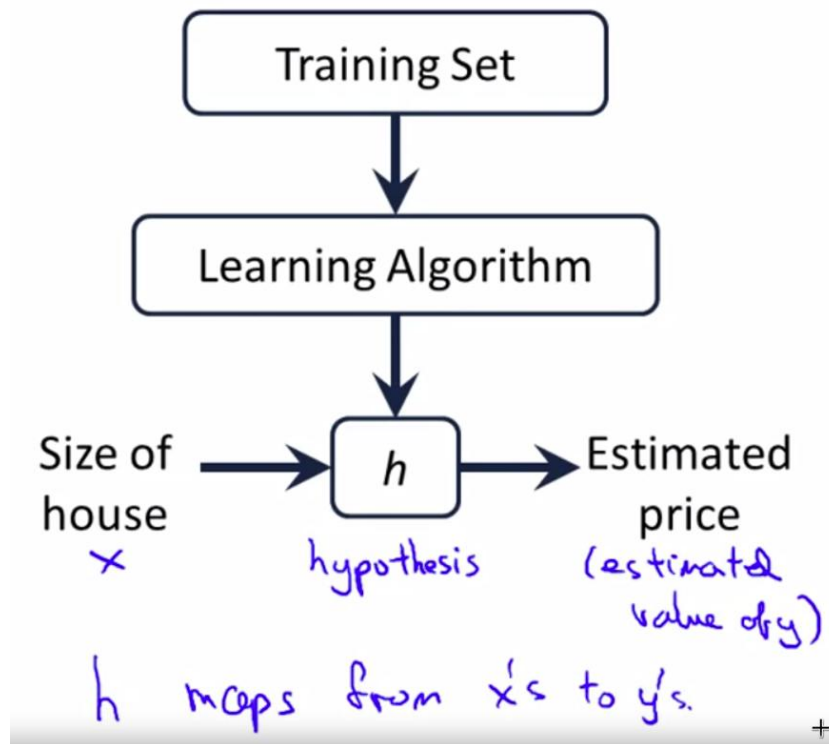 Training Set
Learning Algorithm
Size of
house
h
Estimated
price
x
hypothesis
(estimated
value of y)
h maps from x's to y's.